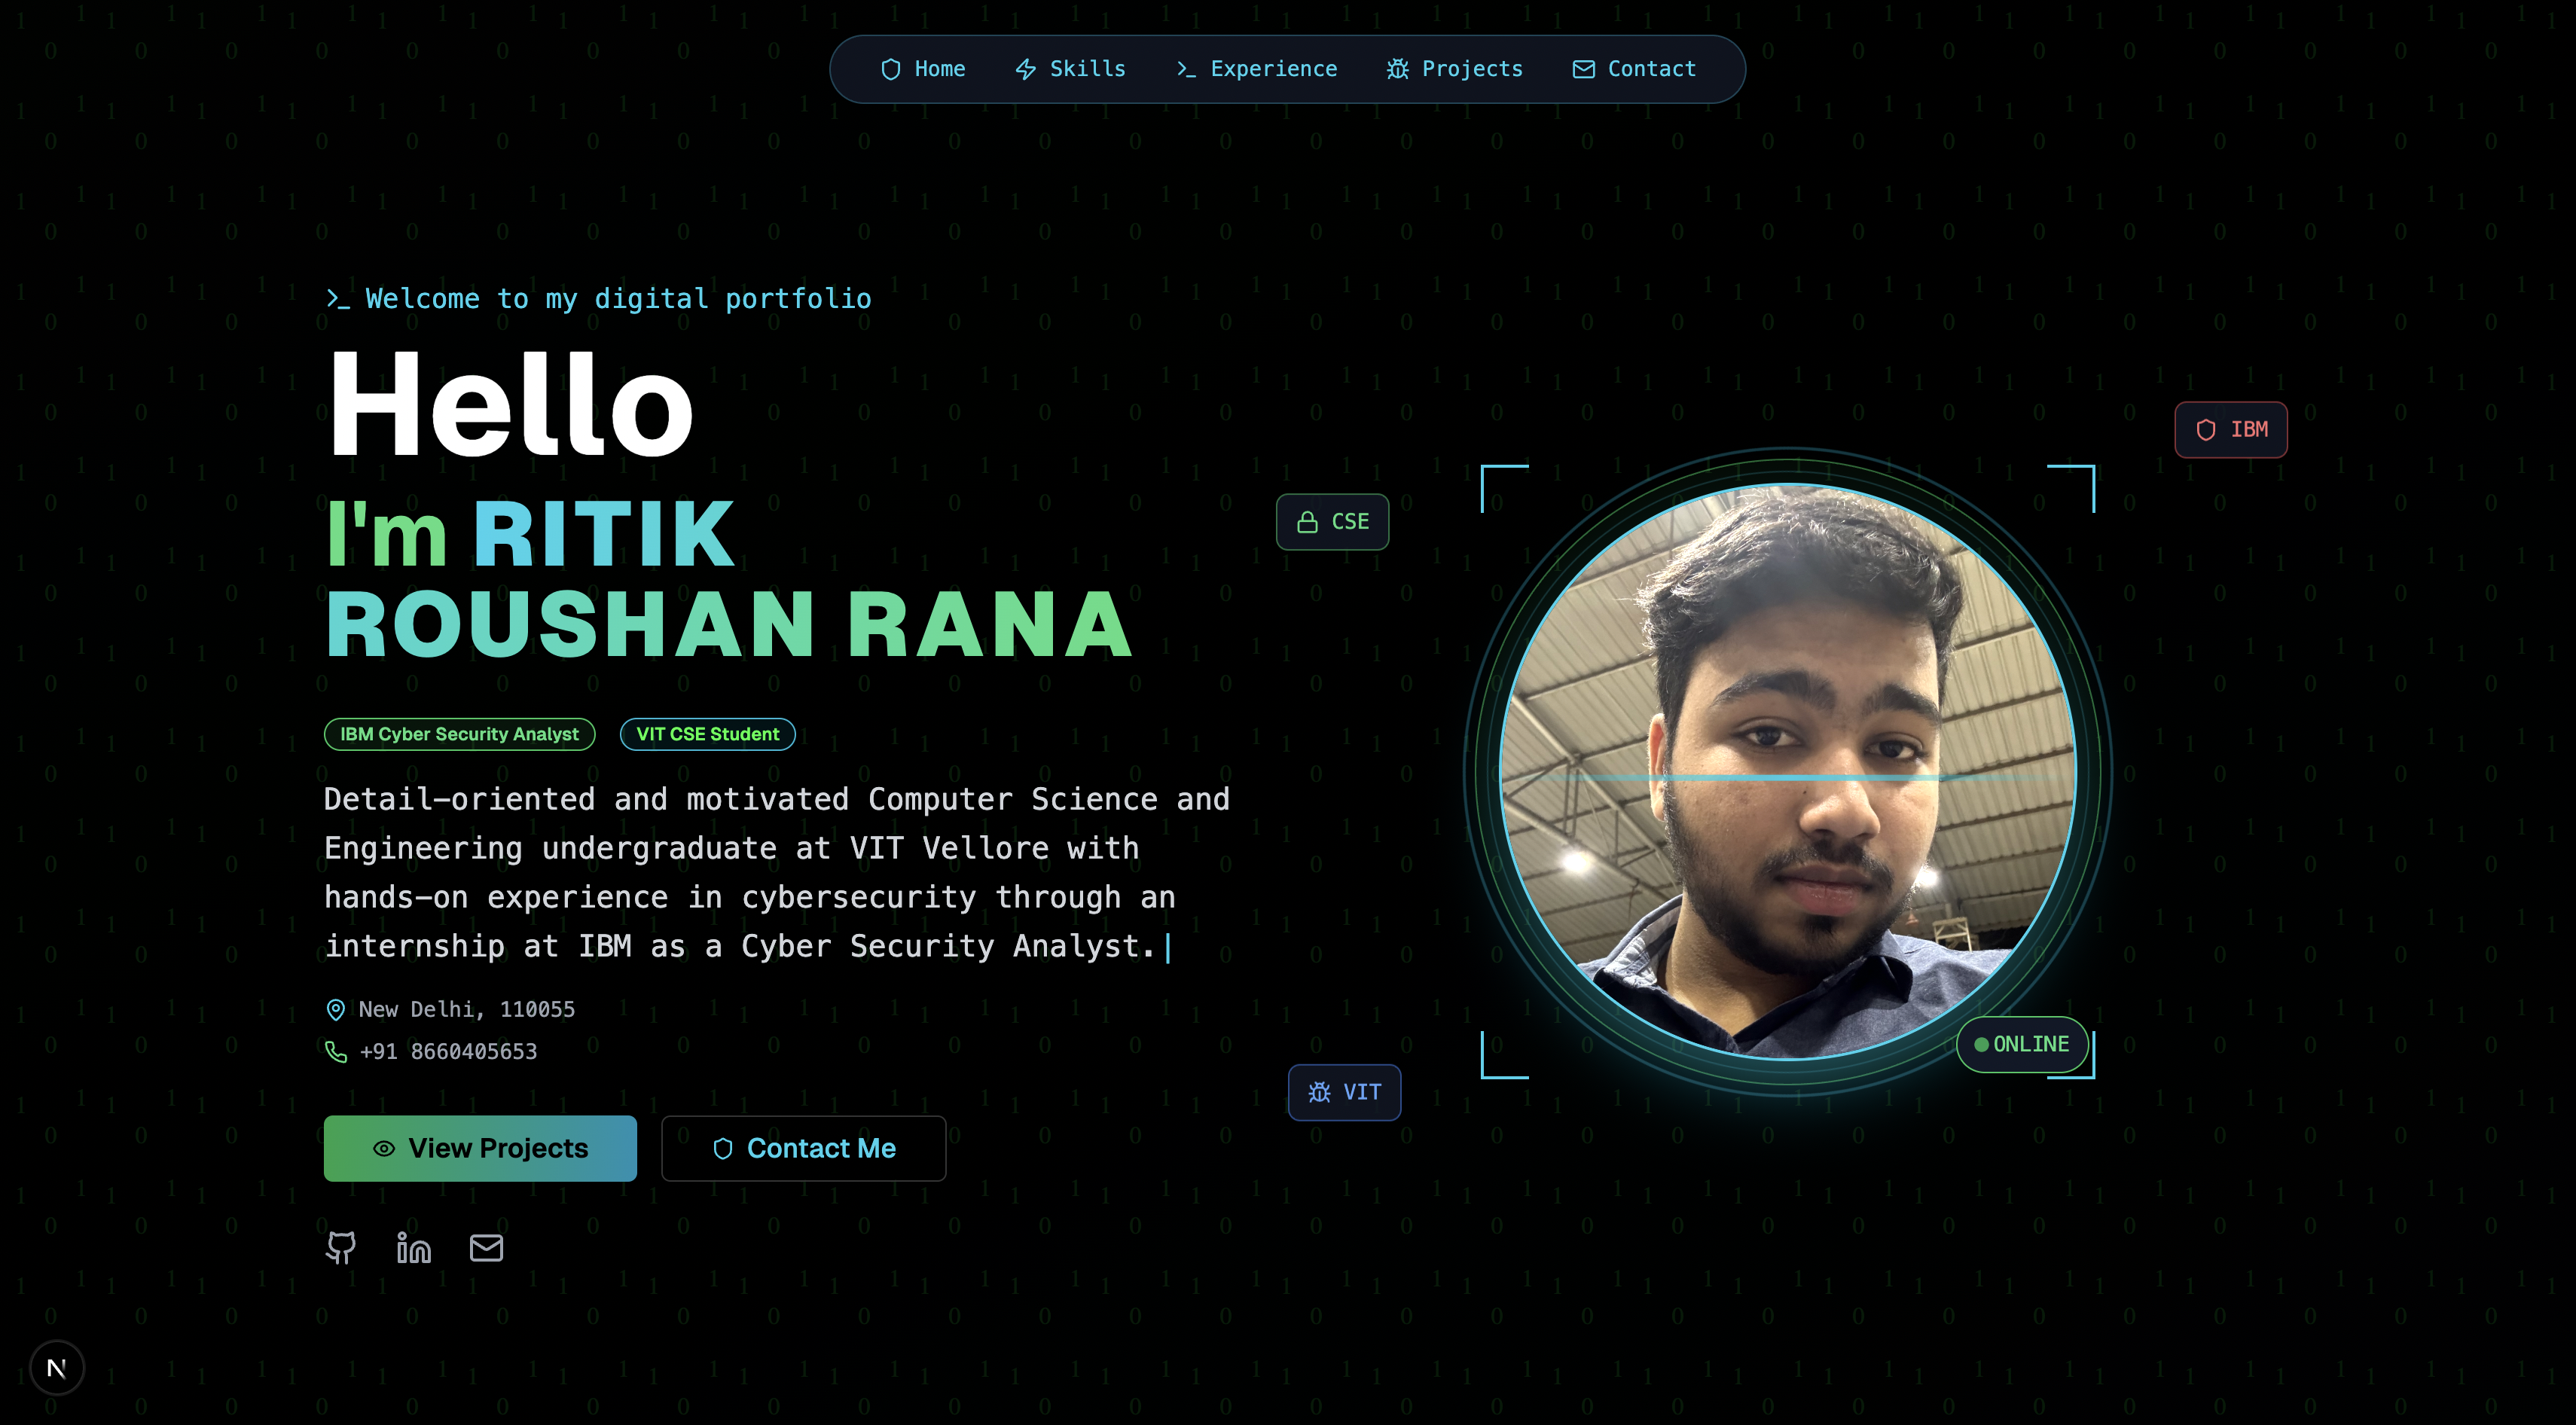 Home Skills Experience Projects Contact
Welcome to my digital portfolio
Hello
I'm RITIK
ROUSHAN RANA
IBM Cyber Security Analyst
VIT CSE Student
Detail-oriented and motivated Computer Science and
Engineering undergraduate at VIT Vellore with
hands-on experience in cybersecurity through an
internship at IBM as a Cyber Security Analyst.|
New Delhi, 110055
+91 8660405653
View Projects
Contact Me
IBM
CSE
VIT
ONLINE
N